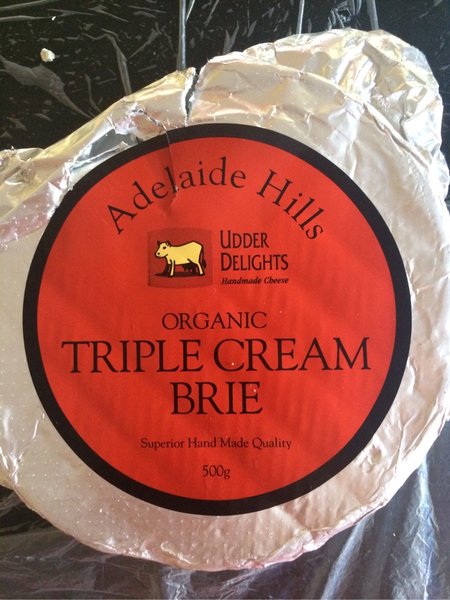 Adelaide Hills
UDDER
DELIGHTS
Handmade Cheese
ORGANIC
TRIPLE CREAM
BRIE
Superior Hand Made Quality
500g